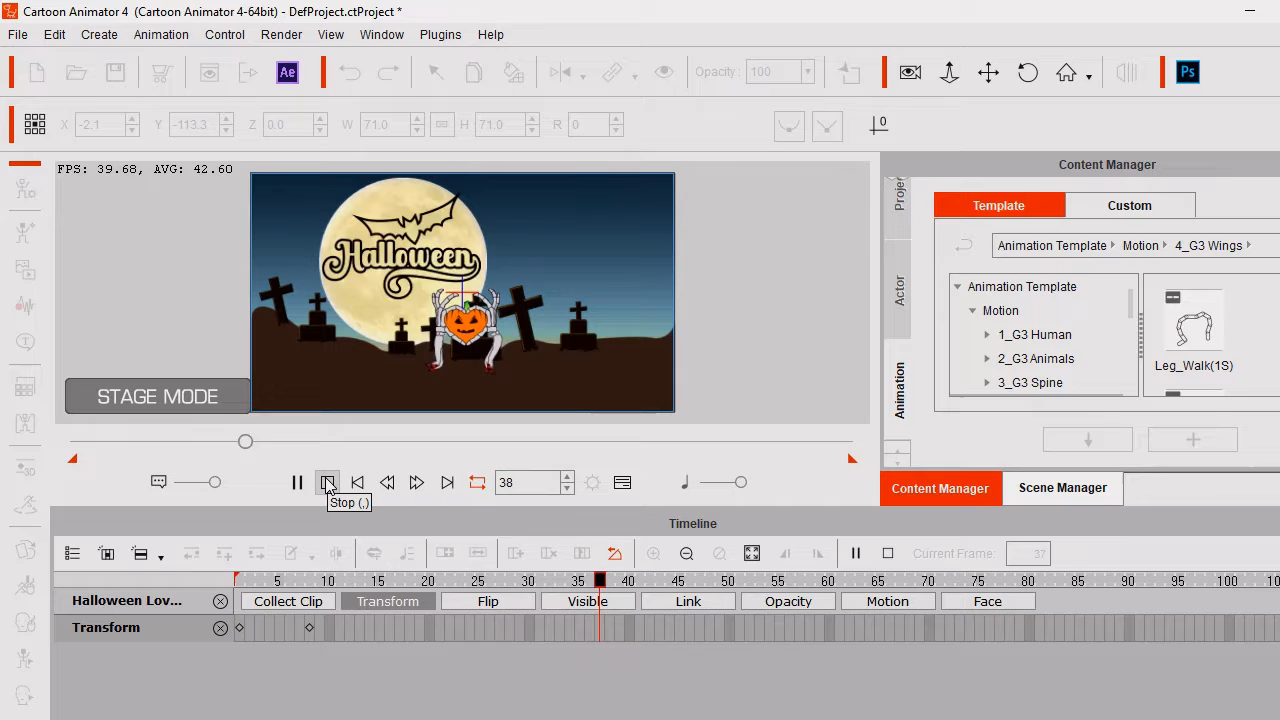 Cartoon Animator 4 (Cartoon Animator 4-64bit) - DefProject.ctProject *
File Edit Create Animation Control Render View Window Plugins Help
Ae
Opacity : 100
Ps
X -2.1 Y -113.3 Z 0.0 W 71.0 H 71.0 R 0
0
Content Manager
FPS: 39.68, AVG: 42.60
Halloween
STAGE MODE
Projec
Actor
Animation
Template Custom
Animation Template Motion 4_G3 Wings
Animation Template
Motion
1_G3 Human
2_G3 Animals
3_G3 Spine
Leg_Walk(1S)
38
Stop (,)
Content Manager Scene Manager
Timeline
Current Frame: 37
5 10 15 20 25 30 35 40 45 50 55 60 65 70 75 80 85 90 95 100 10
Halloween Lov... Collect Clip Transform Flip Visible Link Opacity Motion Face
Transform
3D